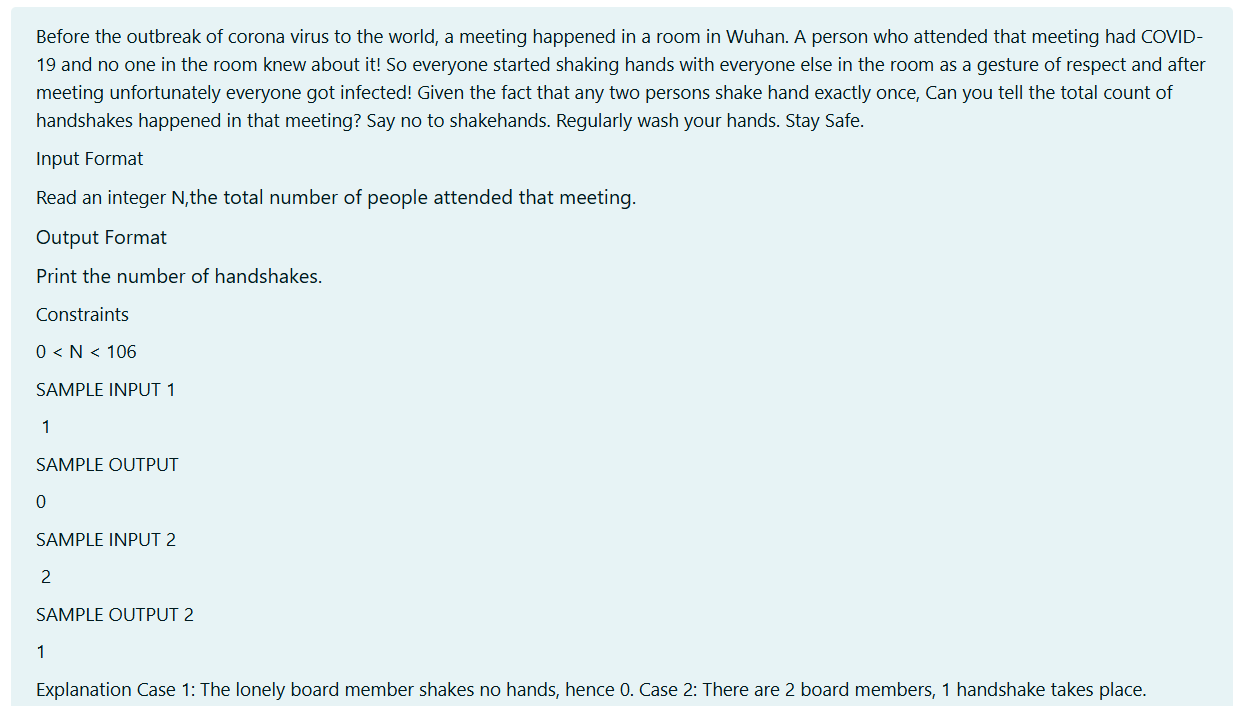 Before the outbreak of corona virus to the world, a meeting happened in a room in Wuhan. A person who attended that meeting had COVID-
19 and no one in the room knew about it! So everyone started shaking hands with everyone else in the room as a gesture of respect and after
meeting unfortunately everyone got infected! Given the fact that any two persons shake hand exactly once, Can you tell the total count of
handshakes happened in that meeting? Say no to shakehands. Regularly wash your hands. Stay Safe.
Input Format
Read an integer N,the total number of people attended that meeting.
Output Format
Print the number of handshakes.
Constraints
0 < N < 106
SAMPLE INPUT 1
1
SAMPLE OUTPUT
0
SAMPLE INPUT 2
2
SAMPLE OUTPUT 2
1
Explanation Case 1: The lonely board member shakes no hands, hence 0. Case 2: There are 2 board members, 1 handshake takes place.